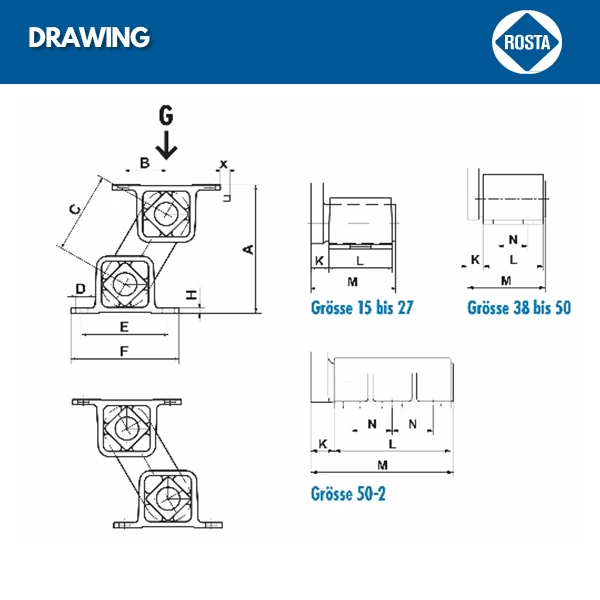 DRAWING
ROSTA
G
B
x
C
A
D
H
E
F
K
L
M
Grösse 15 bis 27
N
K
L
M
Grösse 38 bis 50
N
N
K
L
M
Grösse 50-2